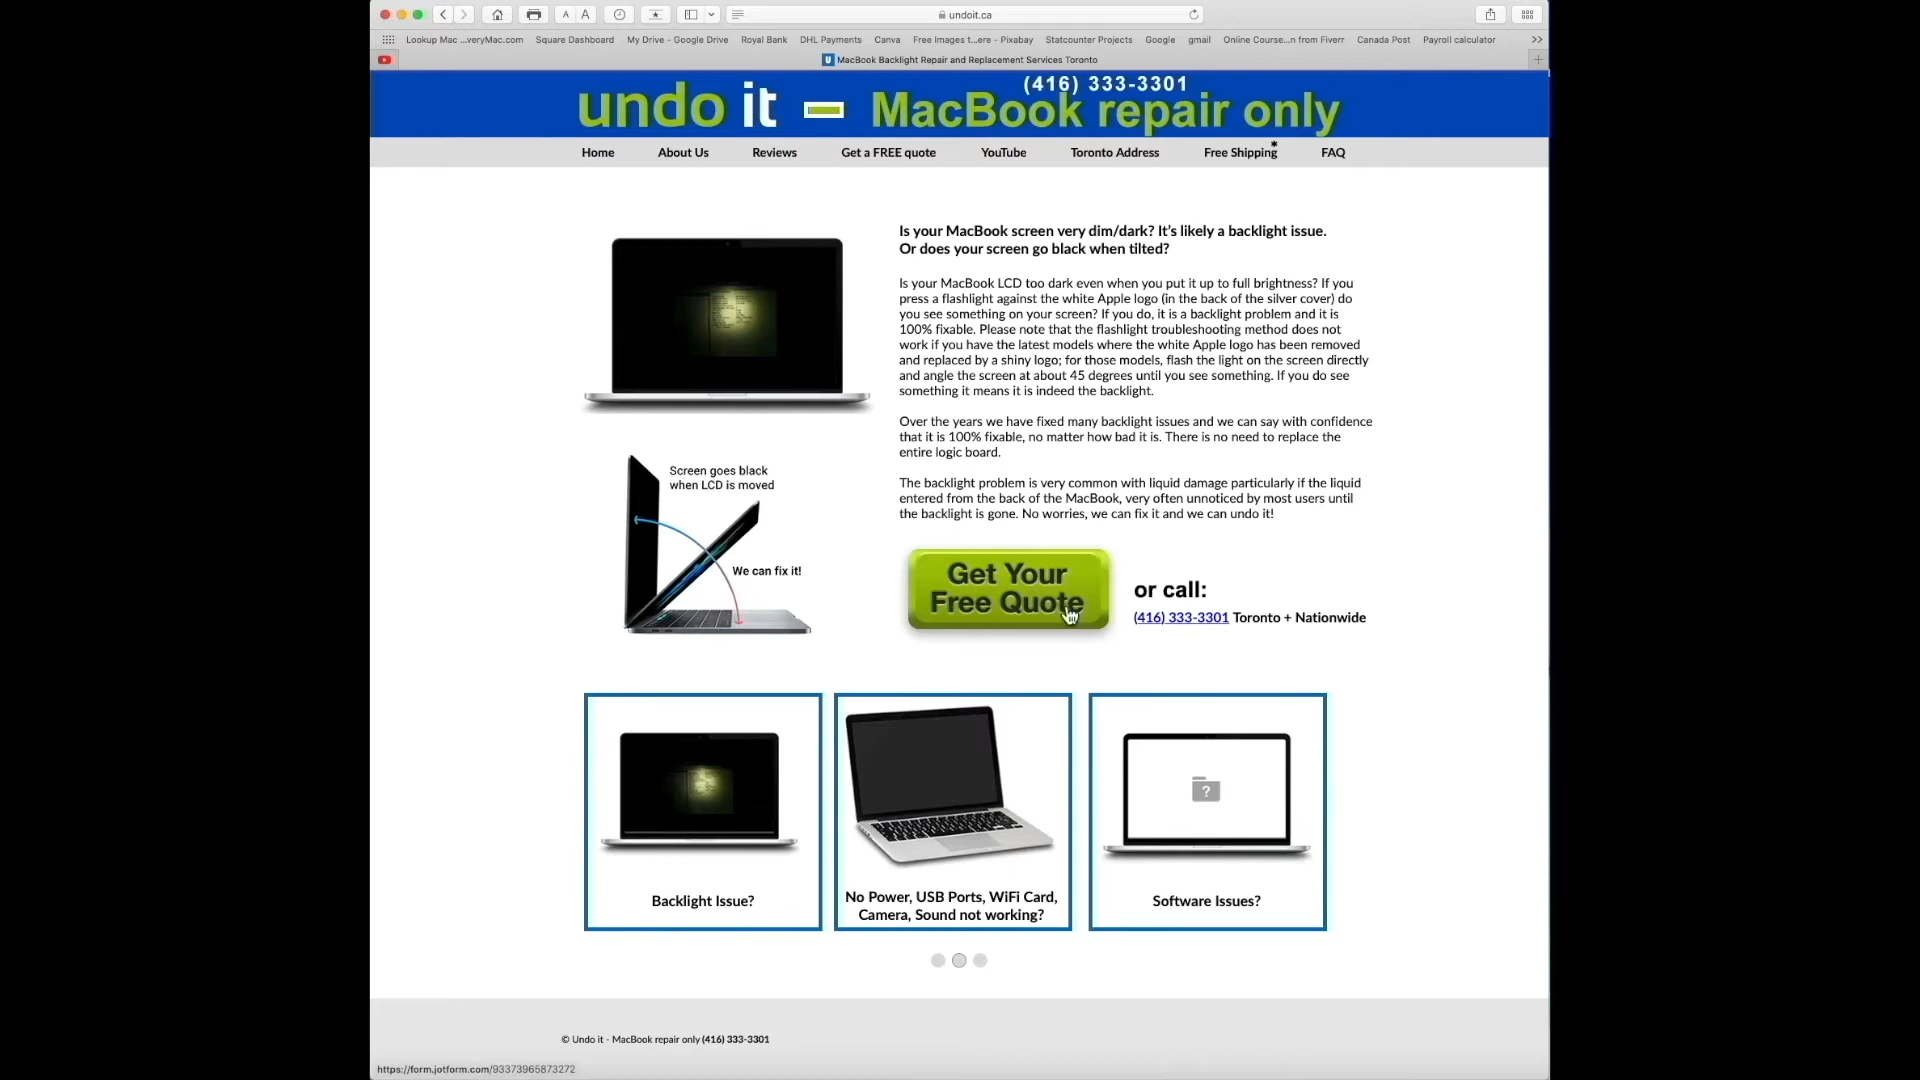 undoit.ca
Lookup Mac ...veryMac.com Square Dashboard My Drive - Google Drive Royal Bank DHL Payments Canva Free Images t...ere - Pixabay Statcounter Projects Google gmail Online Course...n from Fiverr Canada Post Payroll calculator
MacBook Backlight Repair and Replacement Services Toronto
(416) 333-3301
undo it - MacBook repair only
Home About Us Reviews Get a FREE quote YouTube Toronto Address Free Shipping* FAQ
Is your MacBook screen very dim/dark? It's likely a backlight issue.
Or does your screen go black when tilted?
Is your MacBook LCD too dark even when you put it up to full brightness? If you
press a flashlight against the white Apple logo (in the back of the silver cover) do
you see something on your screen? If you do, it is a backlight problem and it is
100% fixable. Please note that the flashlight troubleshooting method does not
work if you have the latest models where the white Apple logo has been removed
and replaced by a shiny logo; for those models, flash the light on the screen directly
and angle the screen at about 45 degrees until you see something. If you do see
something it means it is indeed the backlight.
Over the years we have fixed many backlight issues and we can say with confidence
that it is 100% fixable, no matter how bad it is. There is no need to replace the
entire logic board.
The backlight problem is very common with liquid damage particularly if the liquid
entered from the back of the MacBook, very often unnoticed by most users until
the backlight is gone. No worries, we can fix it and we can undo it!
Screen goes black
when LCD is moved
We can fix it!
Get Your
Free Quote
or call:
(416) 333-3301 Toronto + Nationwide
Backlight Issue?
No Power, USB Ports, WiFi Card,
Camera, Sound not working?
Software Issues?
© Undo it - MacBook repair only (416) 333-3301
https://form.jotform.com/93373965873272